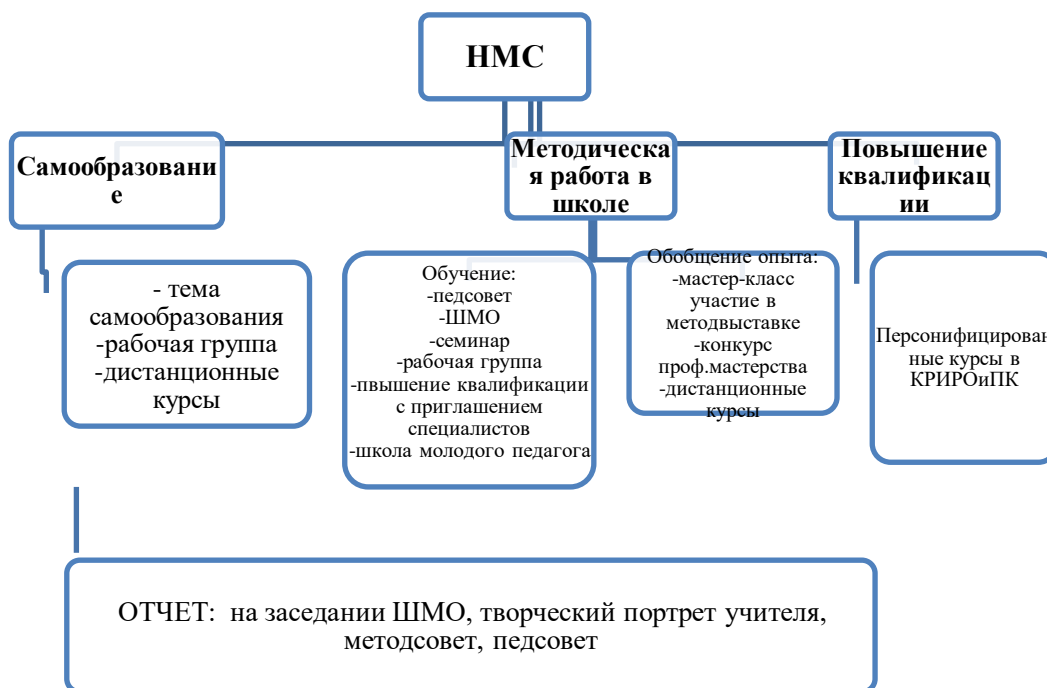 НМС
Самообразовани
е
Методическа
я работа в
школе
Повышение
квалификац
ии
- тема
самообразования
-рабочая группа
-дистанционные
курсы
Обучение:
-педсовет
-ШМО
-семинар
-рабочая группа
-пвышение квалификации
с приглашением
специалистов
-школа молодого педагога
Обобщение опыта:
-мастер-класс
участие в
методвыставке
-конкурс
проф.мастерства
-дистанционные
курсы
Персонифицирован
ные курсы в
КРИРОиПК
ОТЧЕТ: на заседании ШМО, творческий портрет учителя,
методсовет, педсовет